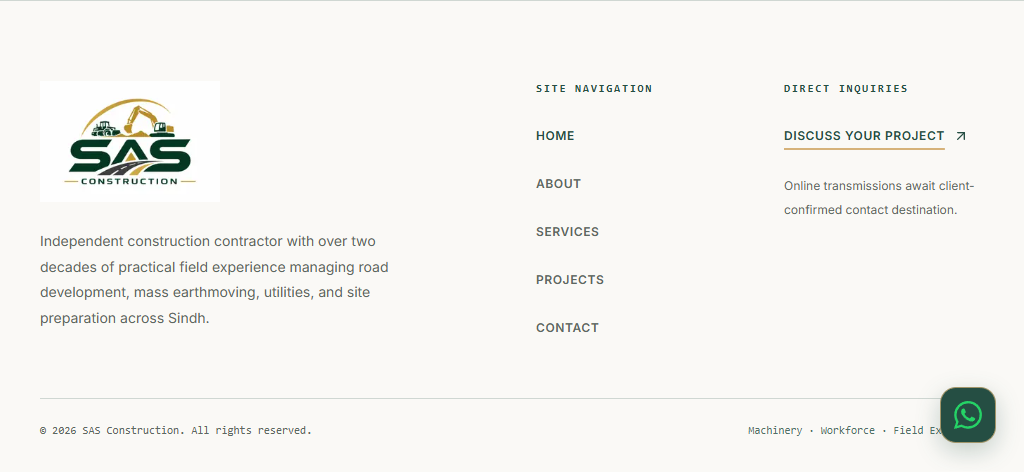 SAS
CONSTRUCTION
Independent construction contractor with over two
decades of practical field experience managing road
development, mass earthmoving, utilities, and site
preparation across Sindh.
SITE NAVIGATION
HOME
ABOUT
SERVICES
PROJECTS
CONTACT
DIRECT INQUIRIES
DISCUSS YOUR PROJECT
Online transmissions await client-
confirmed contact destination.
© 2026 SAS Construction. All rights reserved.
Machinery · Workforce · Field